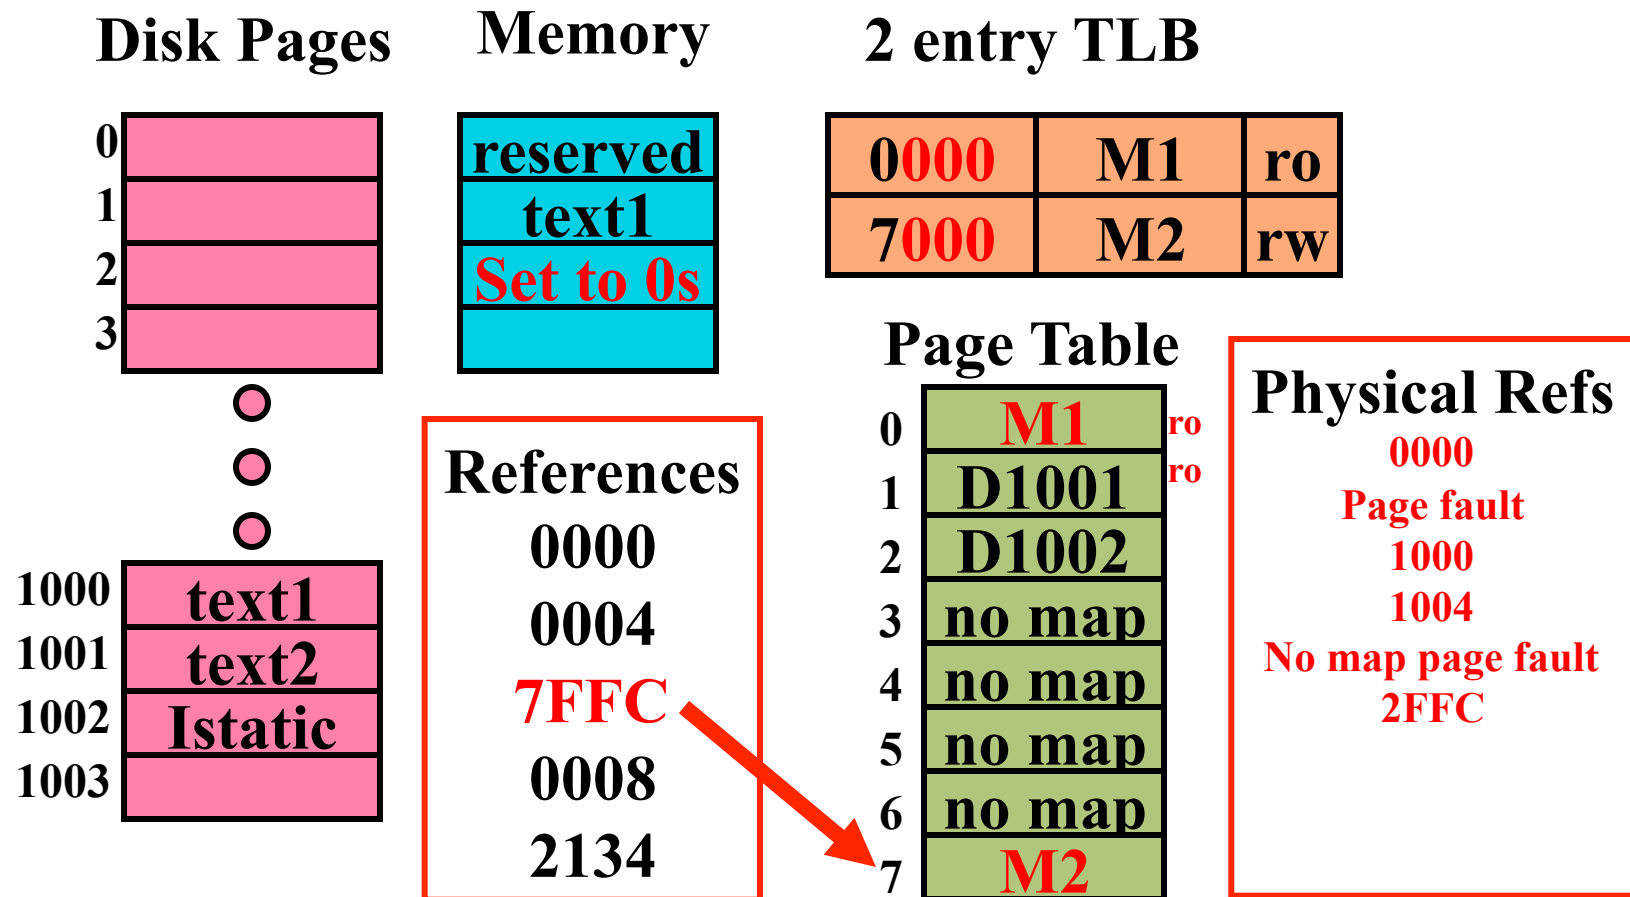 Disk Pages
0
1
2
3
1000 text1
1001 text2
1002 Istatic
1003
Memory
reserved
text1
Set to 0s
References
0000
0004
7FFC
0008
2134
2 entry TLB
0000 M1 ro
7000 M2 rw
Page Table
0 M1 ro
1 D1001 ro
2 D1002
3 no map
4 no map
5 no map
6 no map
7 M2
Physical Refs
0000
Page fault
1000
1004
No map page fault
2FFC